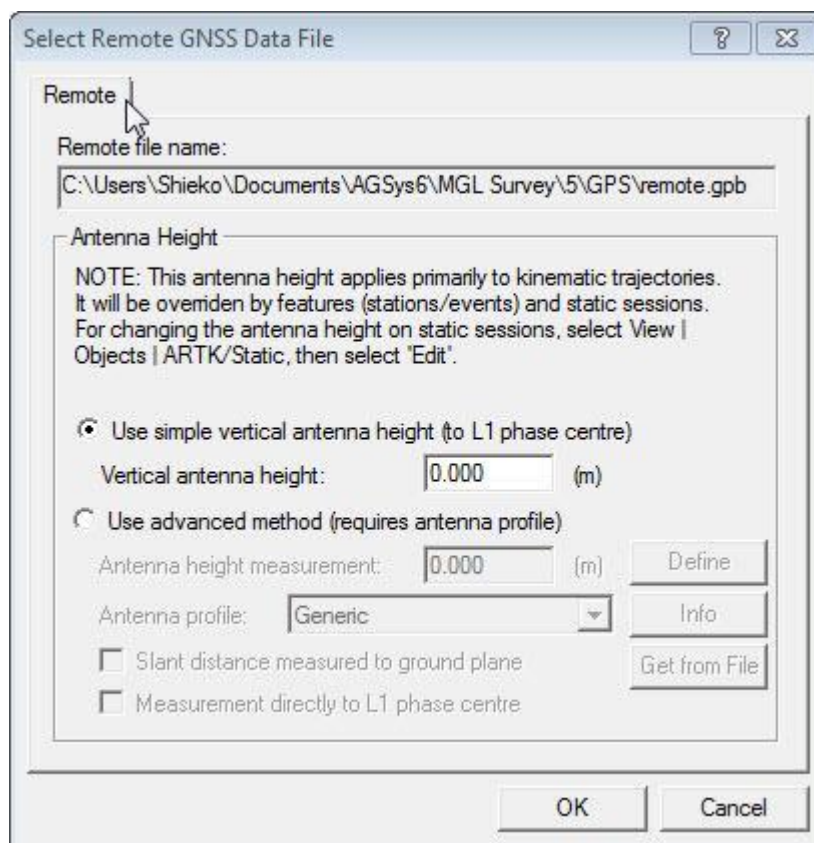 Select Remote GNSS Data File
Remote
Remote file name:
C:\Users\Shieko\Documents\AGSys6\MGL Survey\5\GPS\remote.gpb
Antenna Height
NOTE: This antenna height applies primarily to kinematic trajectories.
It will be overriden by features (stations/events) and static sessions.
For changing the antenna height on static sessions, select View |
Objects | ARTK/Static, then select 'Edit'.
Use simple vertical antenna height (to L1 phase centre)
Vertical antenna height: 0.000 (m)
Use advanced method (requires antenna profile)
Antenna height measurement: 0.000 (m) Define
Antenna profile: Generic Info
Slant distance measured to ground plane Get from File
Measurement directly to L1 phase centre
OK Cancel